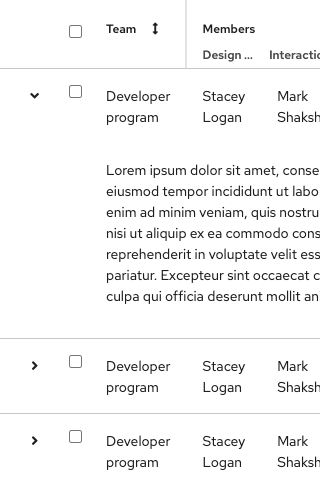 Team Members
Design ... Interactio
Developer Stacey Mark
program Logan Shaksh
Lorem ipsum dolor sit amet, conse
eiusmod tempor incididunt ut labo
enim ad minim veniam, quis nostru
nisi ut aliquip ex ea commodo cons
reprehenderit in voluptate velit ess
pariatur. Excepteur sint occaecat c
culpa qui officia deserunt mollit an
Developer Stacey Mark
program Logan Shaksh
Developer Stacey Mark
program Logan Shaksh